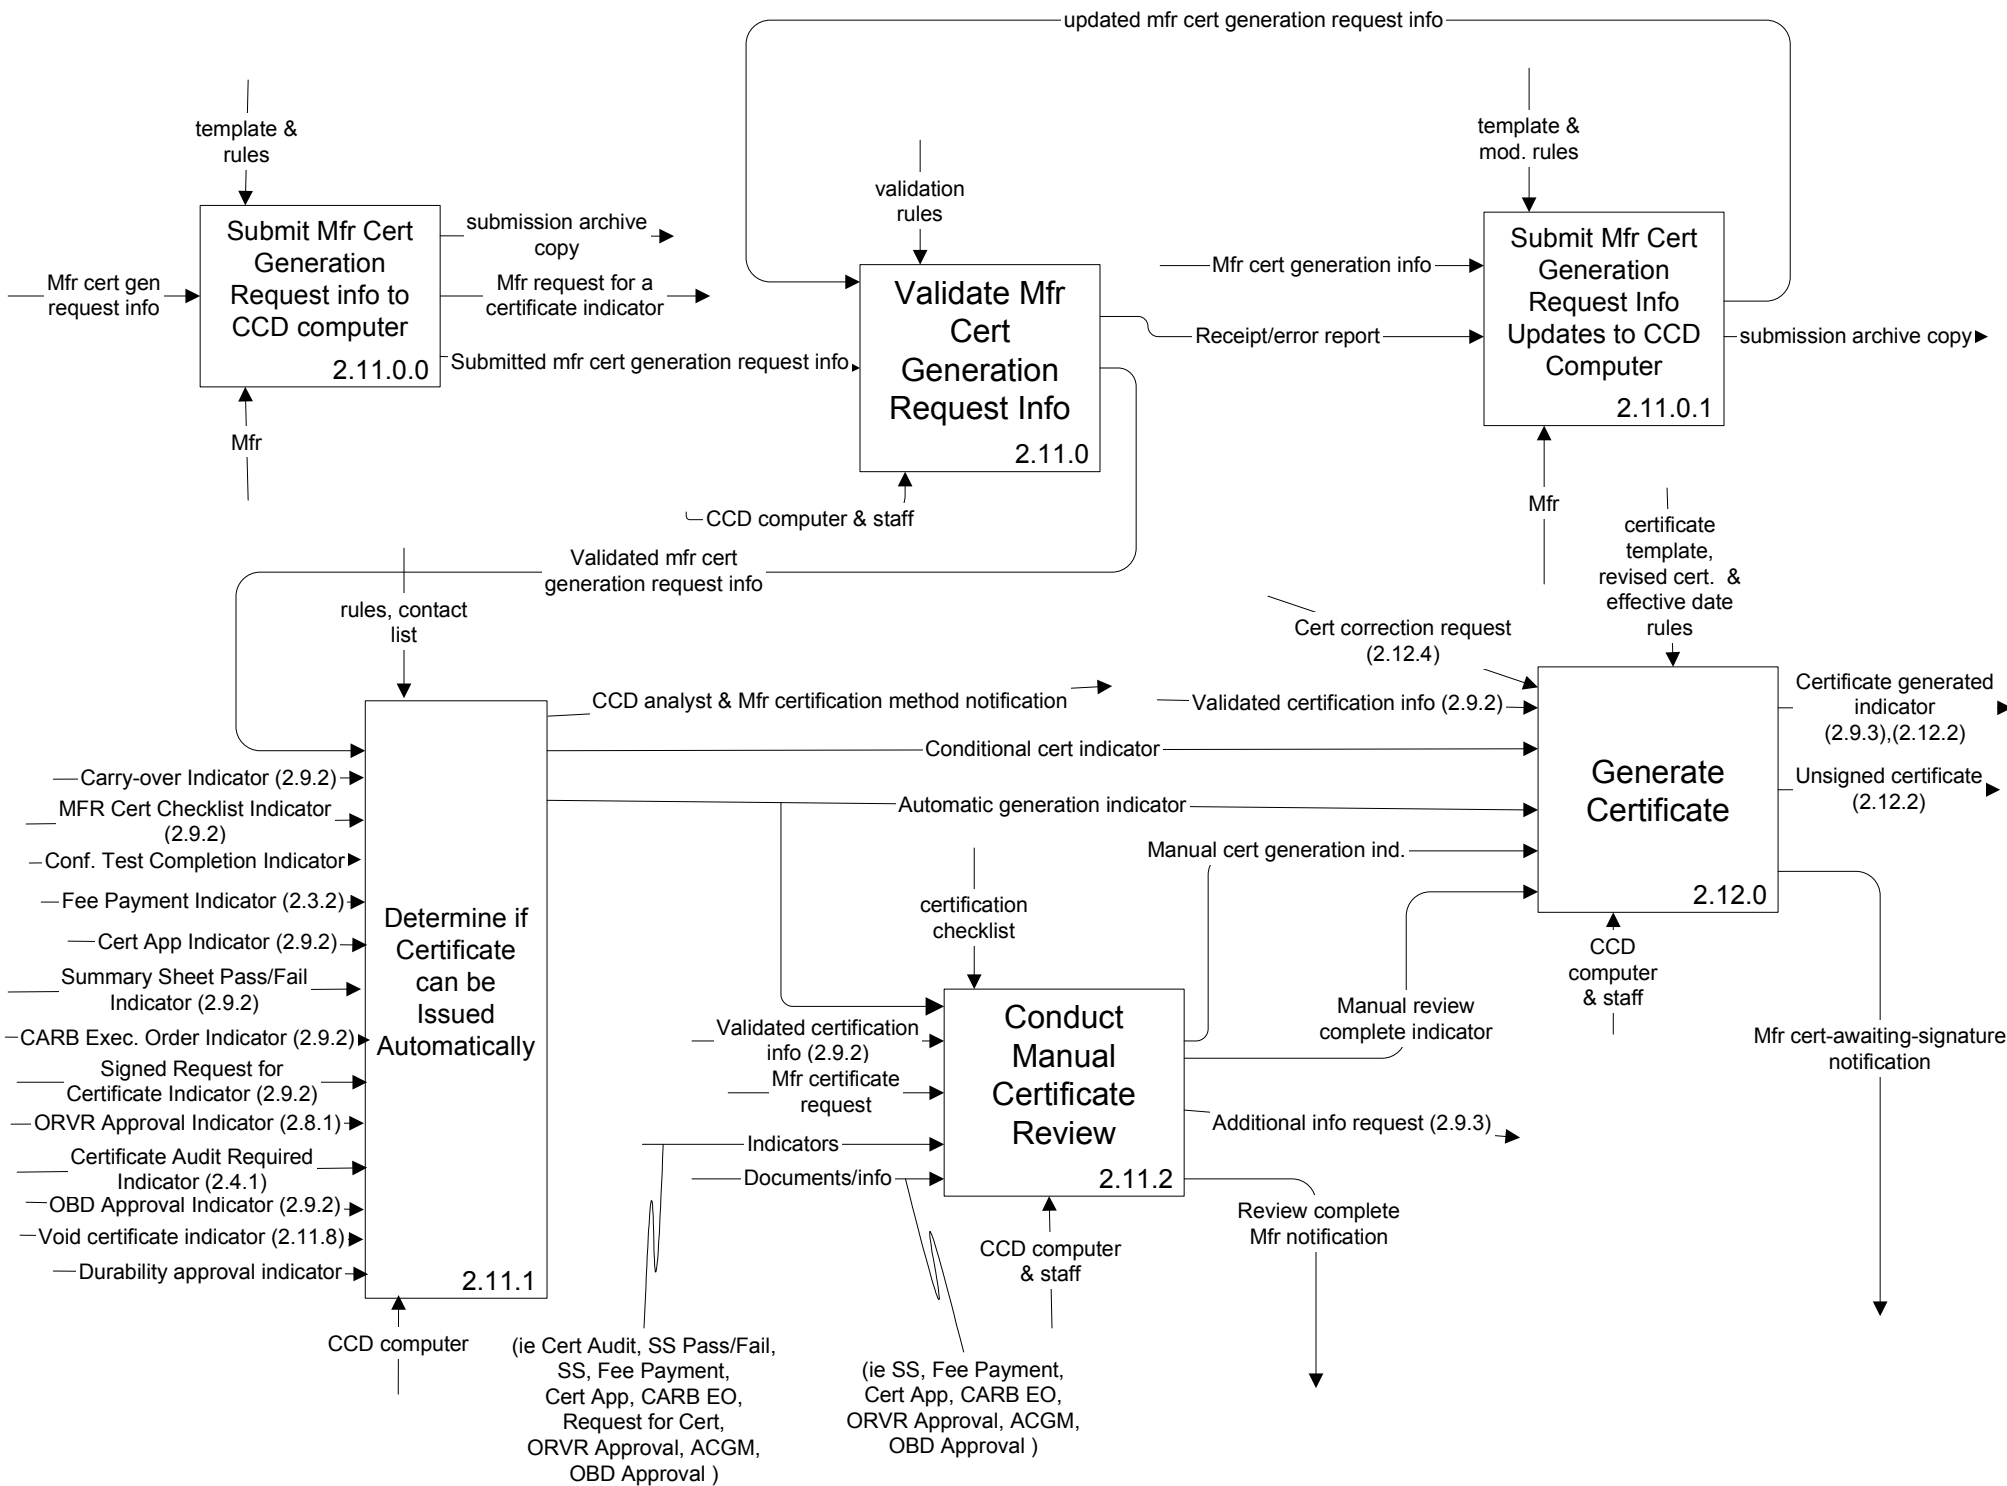 updated mfr cert generation request info
template &
rules
Submit Mfr Cert
Generation
Request info to
CCD computer
2.11.0.0
Mfr cert gen
request info
submission archive
copy
Mfr request for a
certificate indicator
Submitted mfr cert generation request info
Mfr
validation
rules
Validate Mfr
Cert
Generation
Request Info
2.11.0
CCD computer & staff
template &
mod. rules
Mfr cert generation info
Receipt/error report
Submit Mfr Cert
Generation
Request Info
Updates to CCD
Computer
2.11.0.1
submission archive copy
Mfr
Validated mfr cert
generation request info
rules, contact
list
certificate
template,
revised cert. &
effective date
rules
Cert correction request
(2.12.4)
CCD analyst & Mfr certification method notification
Validated certification info (2.9.2)
Conditional cert indicator
Automatic generation indicator
Manual cert generation ind.
Generate
Certificate
2.12.0
Certificate generated
indicator
(2.9.3),(2.12.2)
Unsigned certificate
(2.12.2)
CCD
computer
& staff
Mfr cert-awaiting-signature
notification
Carry-over Indicator (2.9.2)
MFR Cert Checklist Indicator
(2.9.2)
Conf. Test Completion Indicator
Fee Payment Indicator (2.3.2)
Cert App Indicator (2.9.2)
Summary Sheet Pass/Fail
Indicator (2.9.2)
CARB Exec. Order Indicator (2.9.2)
Signed Request for
Certificate Indicator (2.9.2)
ORVR Approval Indicator (2.8.1)
Certificate Audit Required
Indicator (2.4.1)
OBD Approval Indicator (2.9.2)
Void certificate indicator (2.11.8)
Durability approval indicator
Determine if
Certificate
can be
Issued
Automatically
2.11.1
CCD computer
certification
checklist
Validated certification
info (2.9.2)
Mfr certificate
request
Indicators
Documents/info
Conduct
Manual
Certificate
Review
2.11.2
Manual review
complete indicator
Additional info request (2.9.3)
Review complete
Mfr notification
CCD computer
& staff
(ie Cert Audit, SS Pass/Fail,
SS, Fee Payment,
Cert App, CARB EO,
Request for Cert,
ORVR Approval, ACGM,
OBD Approval )
(ie SS, Fee Payment,
Cert App, CARB EO,
ORVR Approval, ACGM,
OBD Approval )